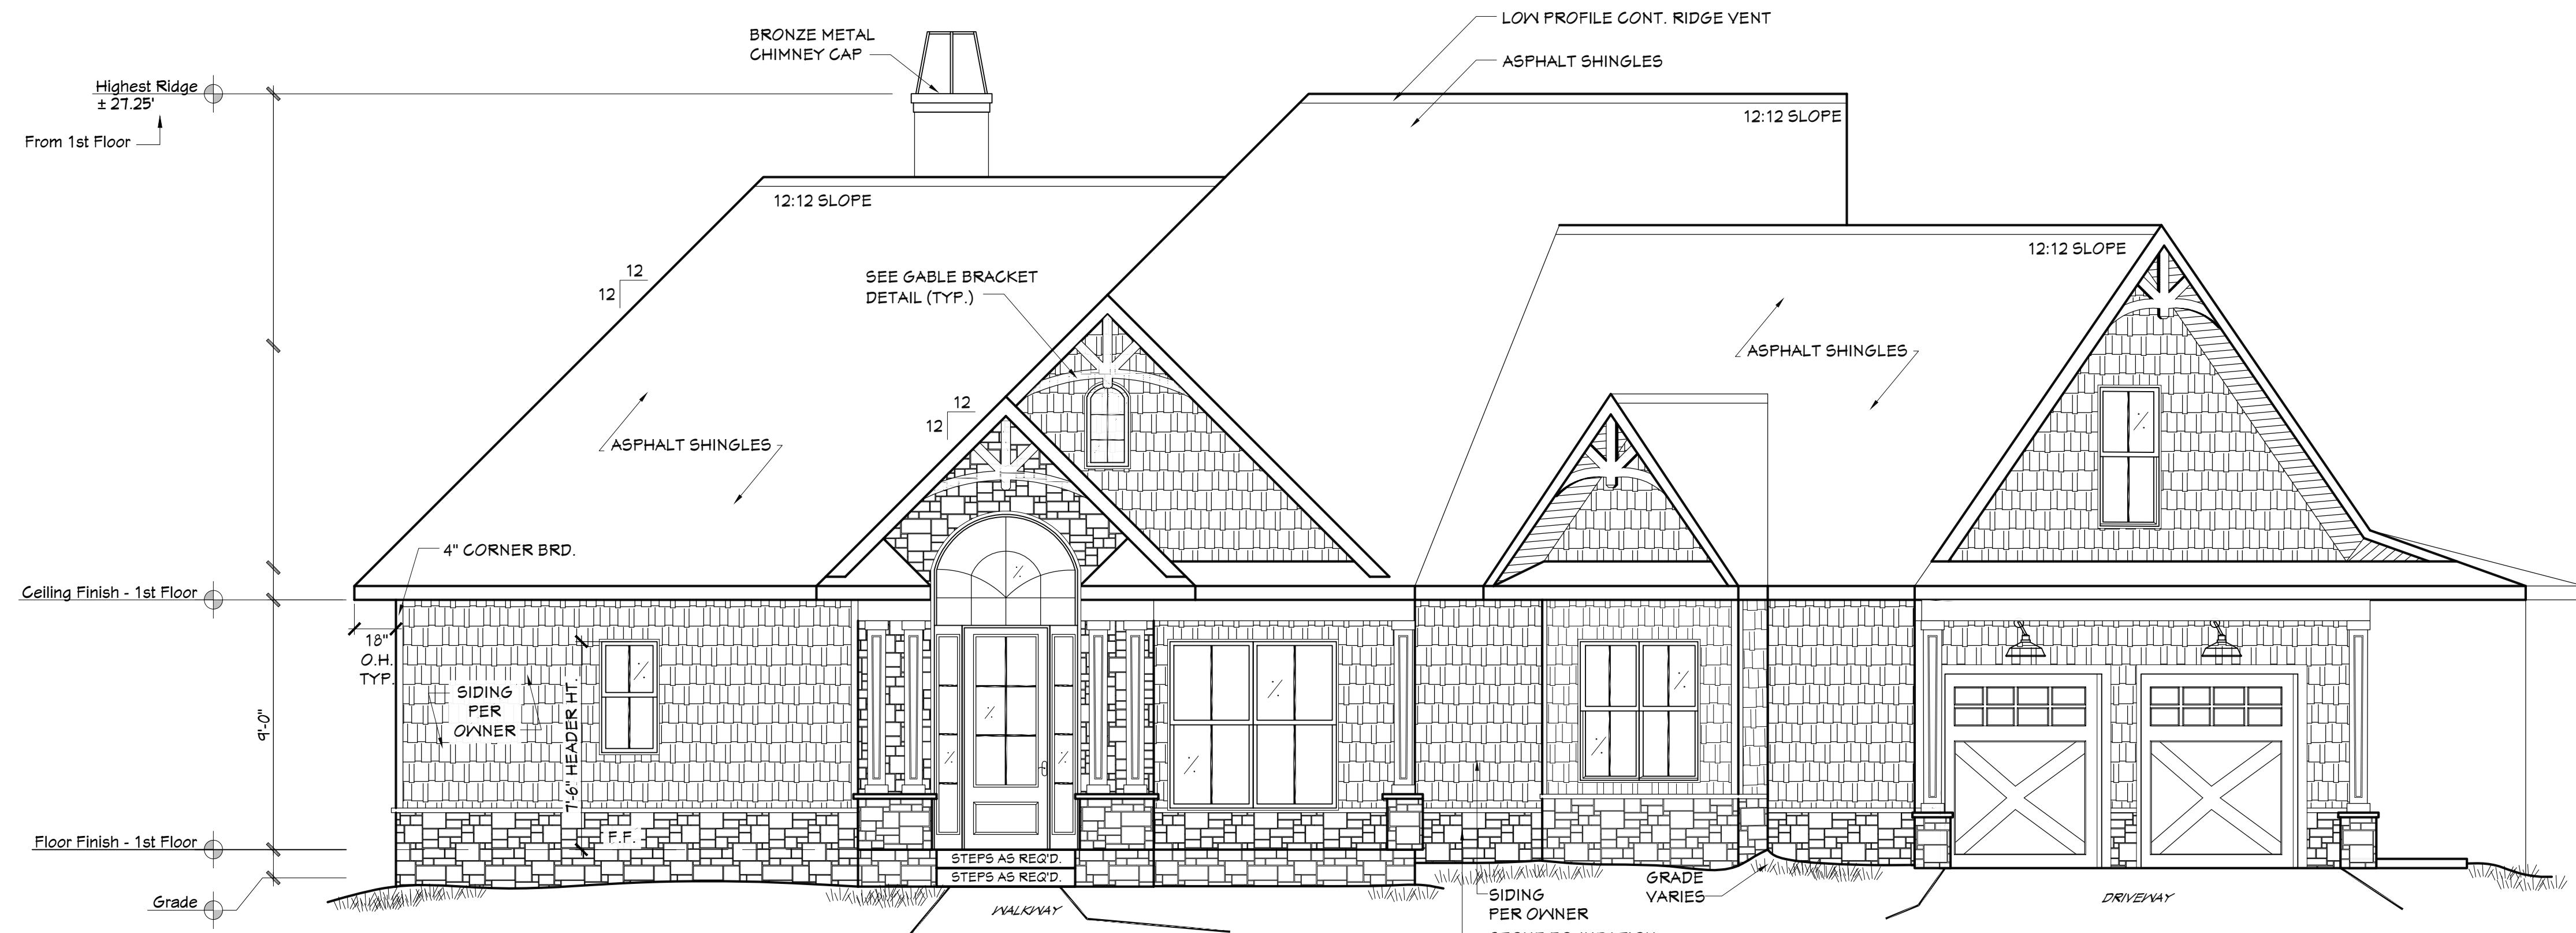 LOW PROFILE CONT. RIDGE VENT
BRONZE METAL
CHIMNEY CAP
ASPHALT SHINGLES
Highest Ridge
± 27.25'
From 1st Floor
12:12 SLOPE
12:12 SLOPE
12:12 SLOPE
12
12
SEE GABLE BRACKET
DETAIL (TYP.)
ASPHALT SHINGLES
12
12
ASPHALT SHINGLES
4" CORNER BRD.
Ceiling Finish - 1st Floor
18"
O.H.
TYP.
SIDING
PER
OWNER
7'-6" HEADER HT.
9'-0"
F.F.
Floor Finish - 1st Floor
STEPS AS REQ'D.
STEPS AS REQ'D.
GRADE
VARIES
SIDING
PER OWNER
Grade
WALKWAY
DRIVEWAY